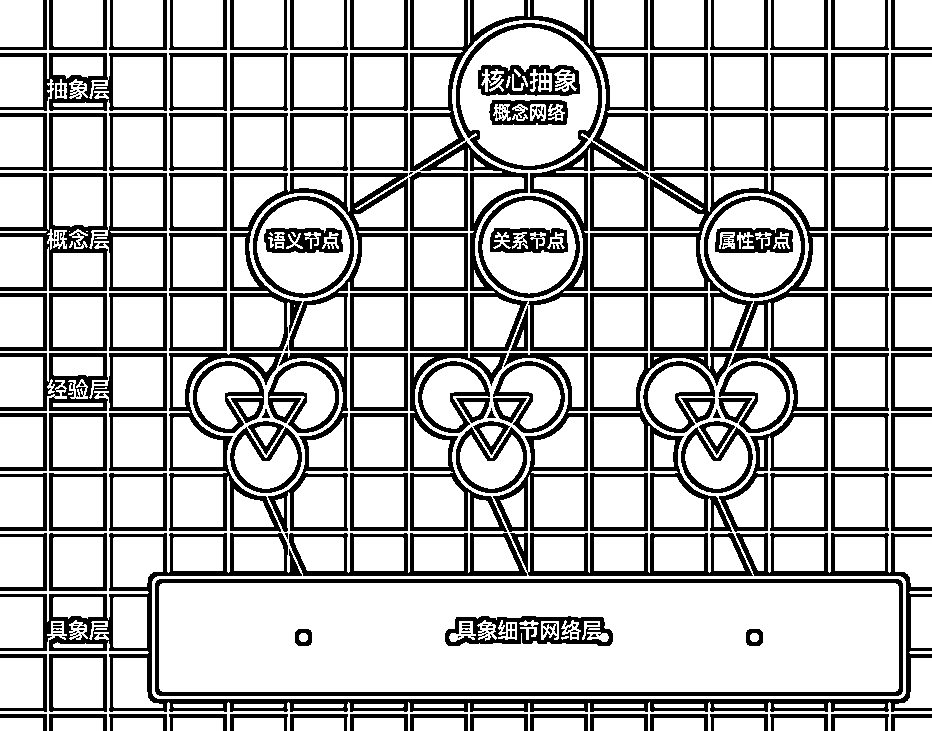 核心抽象
概念网络
抽象层
语义节点
关系节点
属性节点
概念层
经验层
具象层
具象细节网络层